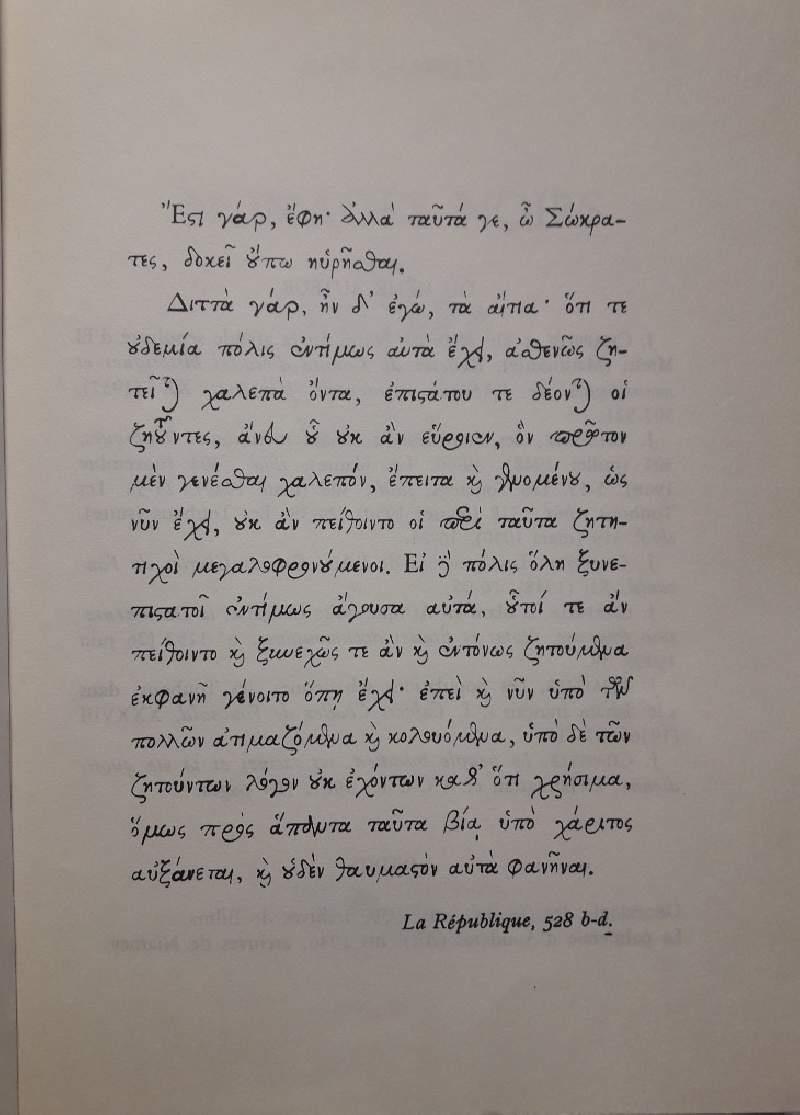 Ἔστι γάρ, ἔφη· Ἀλλὰ ταῦτά γε, ὦ Σώκρα-
τες, δοκεῖ οὔπω ηὑρῆσθαι.
Διττὰ γάρ, ἦν δ’ ἐγώ, τὰ αἴτια· ὅτι τε
οὐδεμία πόλις ἐντίμως αὐτὰ ἔχει, ἀσθενῶς ζη-
τεῖται χαλεπὰ ὄντα, ἐπιστάτου τε δέονται οἱ
ζητοῦντες, ἄνευ οὗ οὐκ ἂν εὕροιεν, ὃν πρῶτον
μὲν γενέσθαι χαλεπόν, ἔπειτα καὶ γενομένου, ὡς
νῦν ἔχει, οὐκ ἂν πείθοιντο οἱ περὶ ταῦτα ζητη-
τικοὶ μεγαλοφρονούμενοι. Εἰ δὲ πόλις ὅλη ξυνε-
πιστατοῖ ἐντίμως ἄγουσα αὐτά, οὗτοί τε ἂν
πείθοιντο καὶ ξυνεχῶς τε ἂν καὶ ἐντόνως ζητούμενα
ἐκφανῆ γένοιτο ὅπῃ ἔχει· ἐπεὶ καὶ νῦν ὑπὸ τῶν
πολλῶν ἀτιμαζόμενα καὶ κολουόμενα, ὑπὸ δὲ τῶν
ζητούντων λόγον οὐκ ἐχόντων καθ’ ὅτι χρήσιμα,
ὅμως πρὸς ἅπαντα ταῦτα βίᾳ ὑπὸ χάριτος
αὐξάνεται, καὶ οὐδὲν θαυμαστὸν αὐτὰ φανῆναι.
La République, 528 b-d.